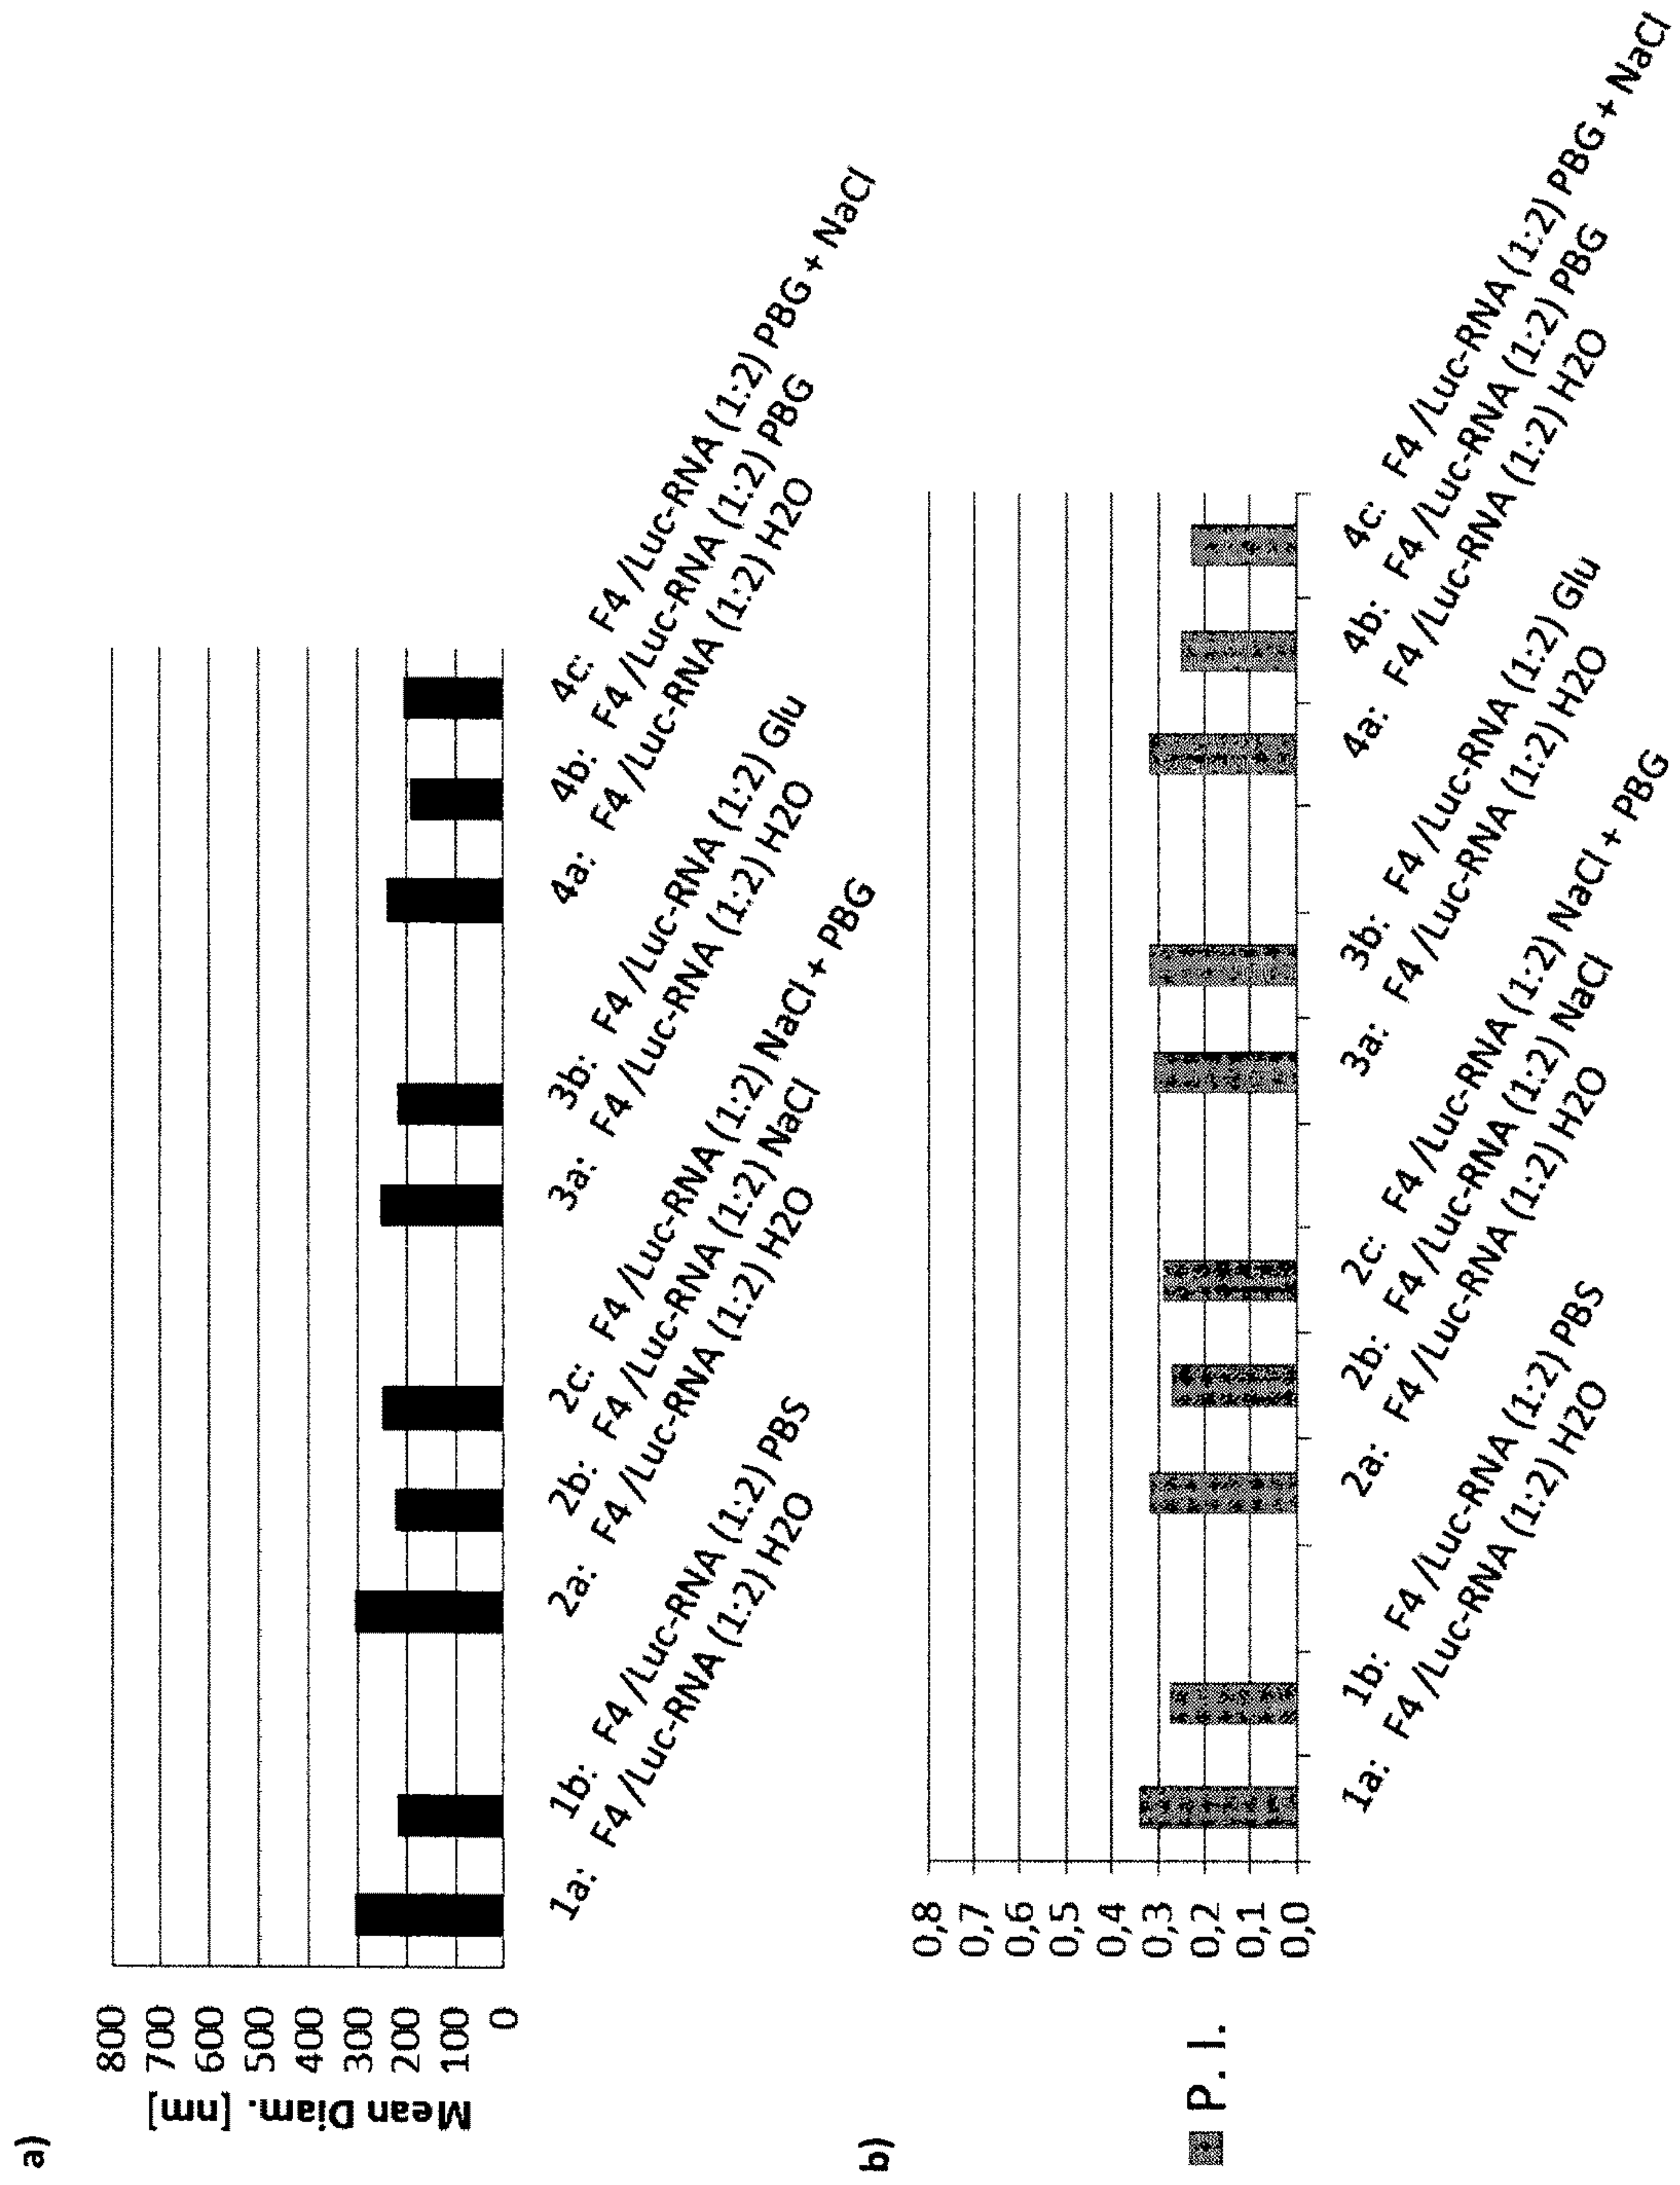 a)
Mean Diam. [nm]
800
700
600
500
400
300
200
100
0
1a: F4 /Luc-RNA (1:2) H2O
1b: F4 /Luc-RNA (1:2) PBS
2a: F4 /Luc-RNA (1:2) H2O
2b: F4 /Luc-RNA (1:2) NaCl
2c: F4 /Luc-RNA (1:2) NaCl + PBG
3a: F4 /Luc-RNA (1:2) H2O
3b: F4 /Luc-RNA (1:2) Glu
4a: F4 /Luc-RNA (1:2) H2O
4b: F4 /Luc-RNA (1:2) PBG
4c: F4 /Luc-RNA (1:2) PBG + NaCl
b)
P. I.
0,8
0,7
0,6
0,5
0,4
0,3
0,2
0,1
0,0
1a: F4 /Luc-RNA (1:2) H2O
1b: F4 /Luc-RNA (1:2) PBS
2a: F4 /Luc-RNA (1:2) H2O
2b: F4 /Luc-RNA (1:2) NaCl
2c: F4 /Luc-RNA (1:2) NaCl + PBG
3a: F4 /Luc-RNA (1:2) H2O
3b: F4 /Luc-RNA (1:2) Glu
4a: F4 /Luc-RNA (1:2) H2O
4b: F4 /Luc-RNA (1:2) PBG
4c: F4 /Luc-RNA (1:2) PBG + NaCl